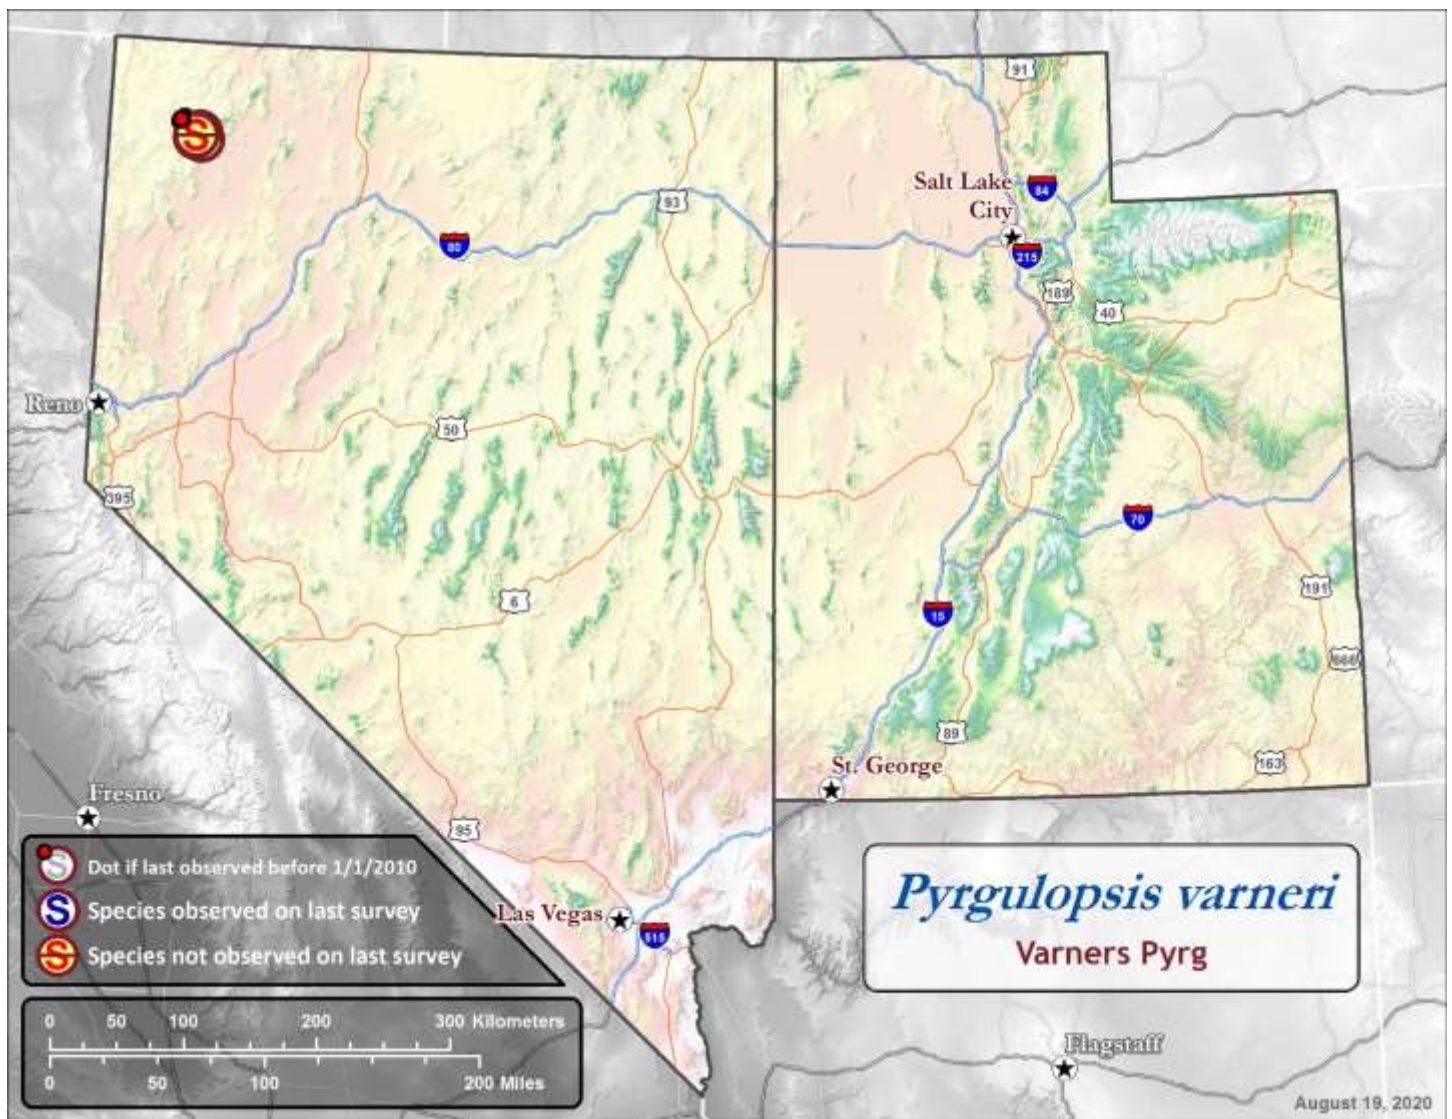 91
Salt Lake
City
84
93
80
215
189
40
Reno
50
395
70
6
191
15
666
89
163
St. George
Fresno
95
S Dot if last observed before 1/1/2010
S Species observed on last survey
S Species not observed on last survey
Las Vegas
515
Pyrgulopsis varneri
Varners Pyrg
0 50 100 200 300 Kilometers
0 50 100 200 Miles
Flagstaff
August 19, 2020